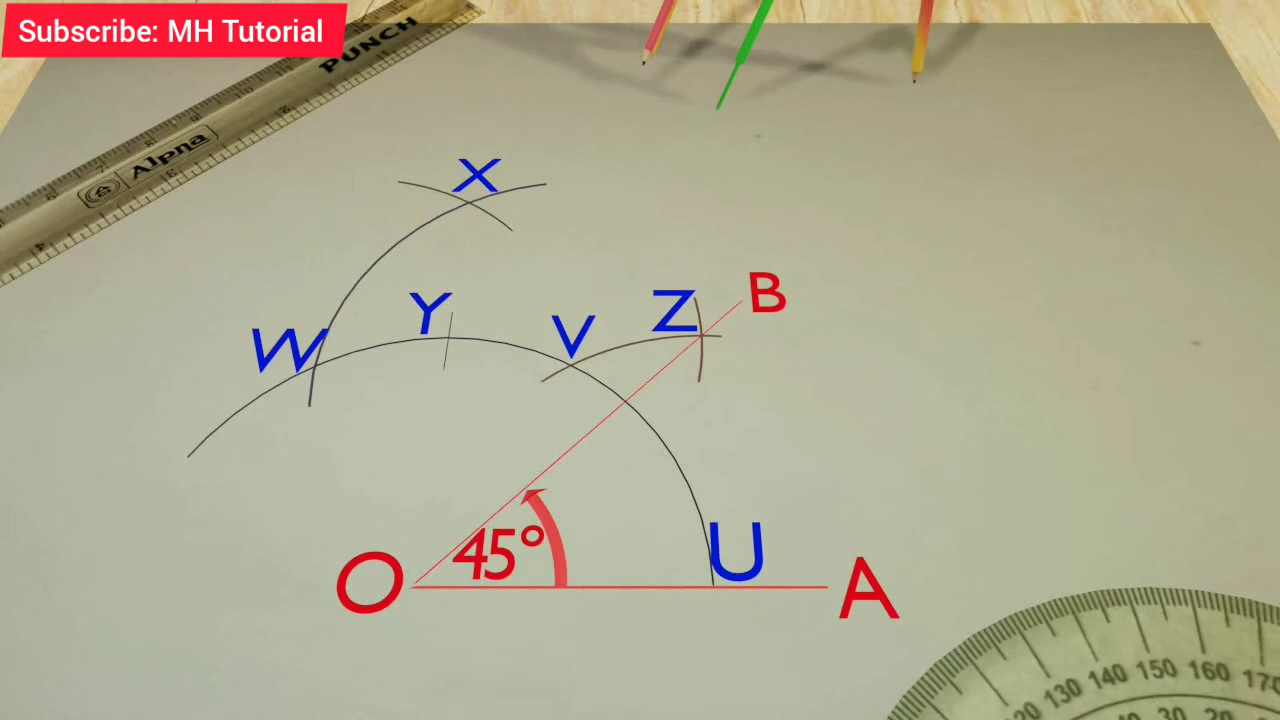 Subscribe: MH Tutorial
PUNCH
Alpna
X
B
Z
Y
V
W
45°
U
O
A
130 140 150 160 170
30 20